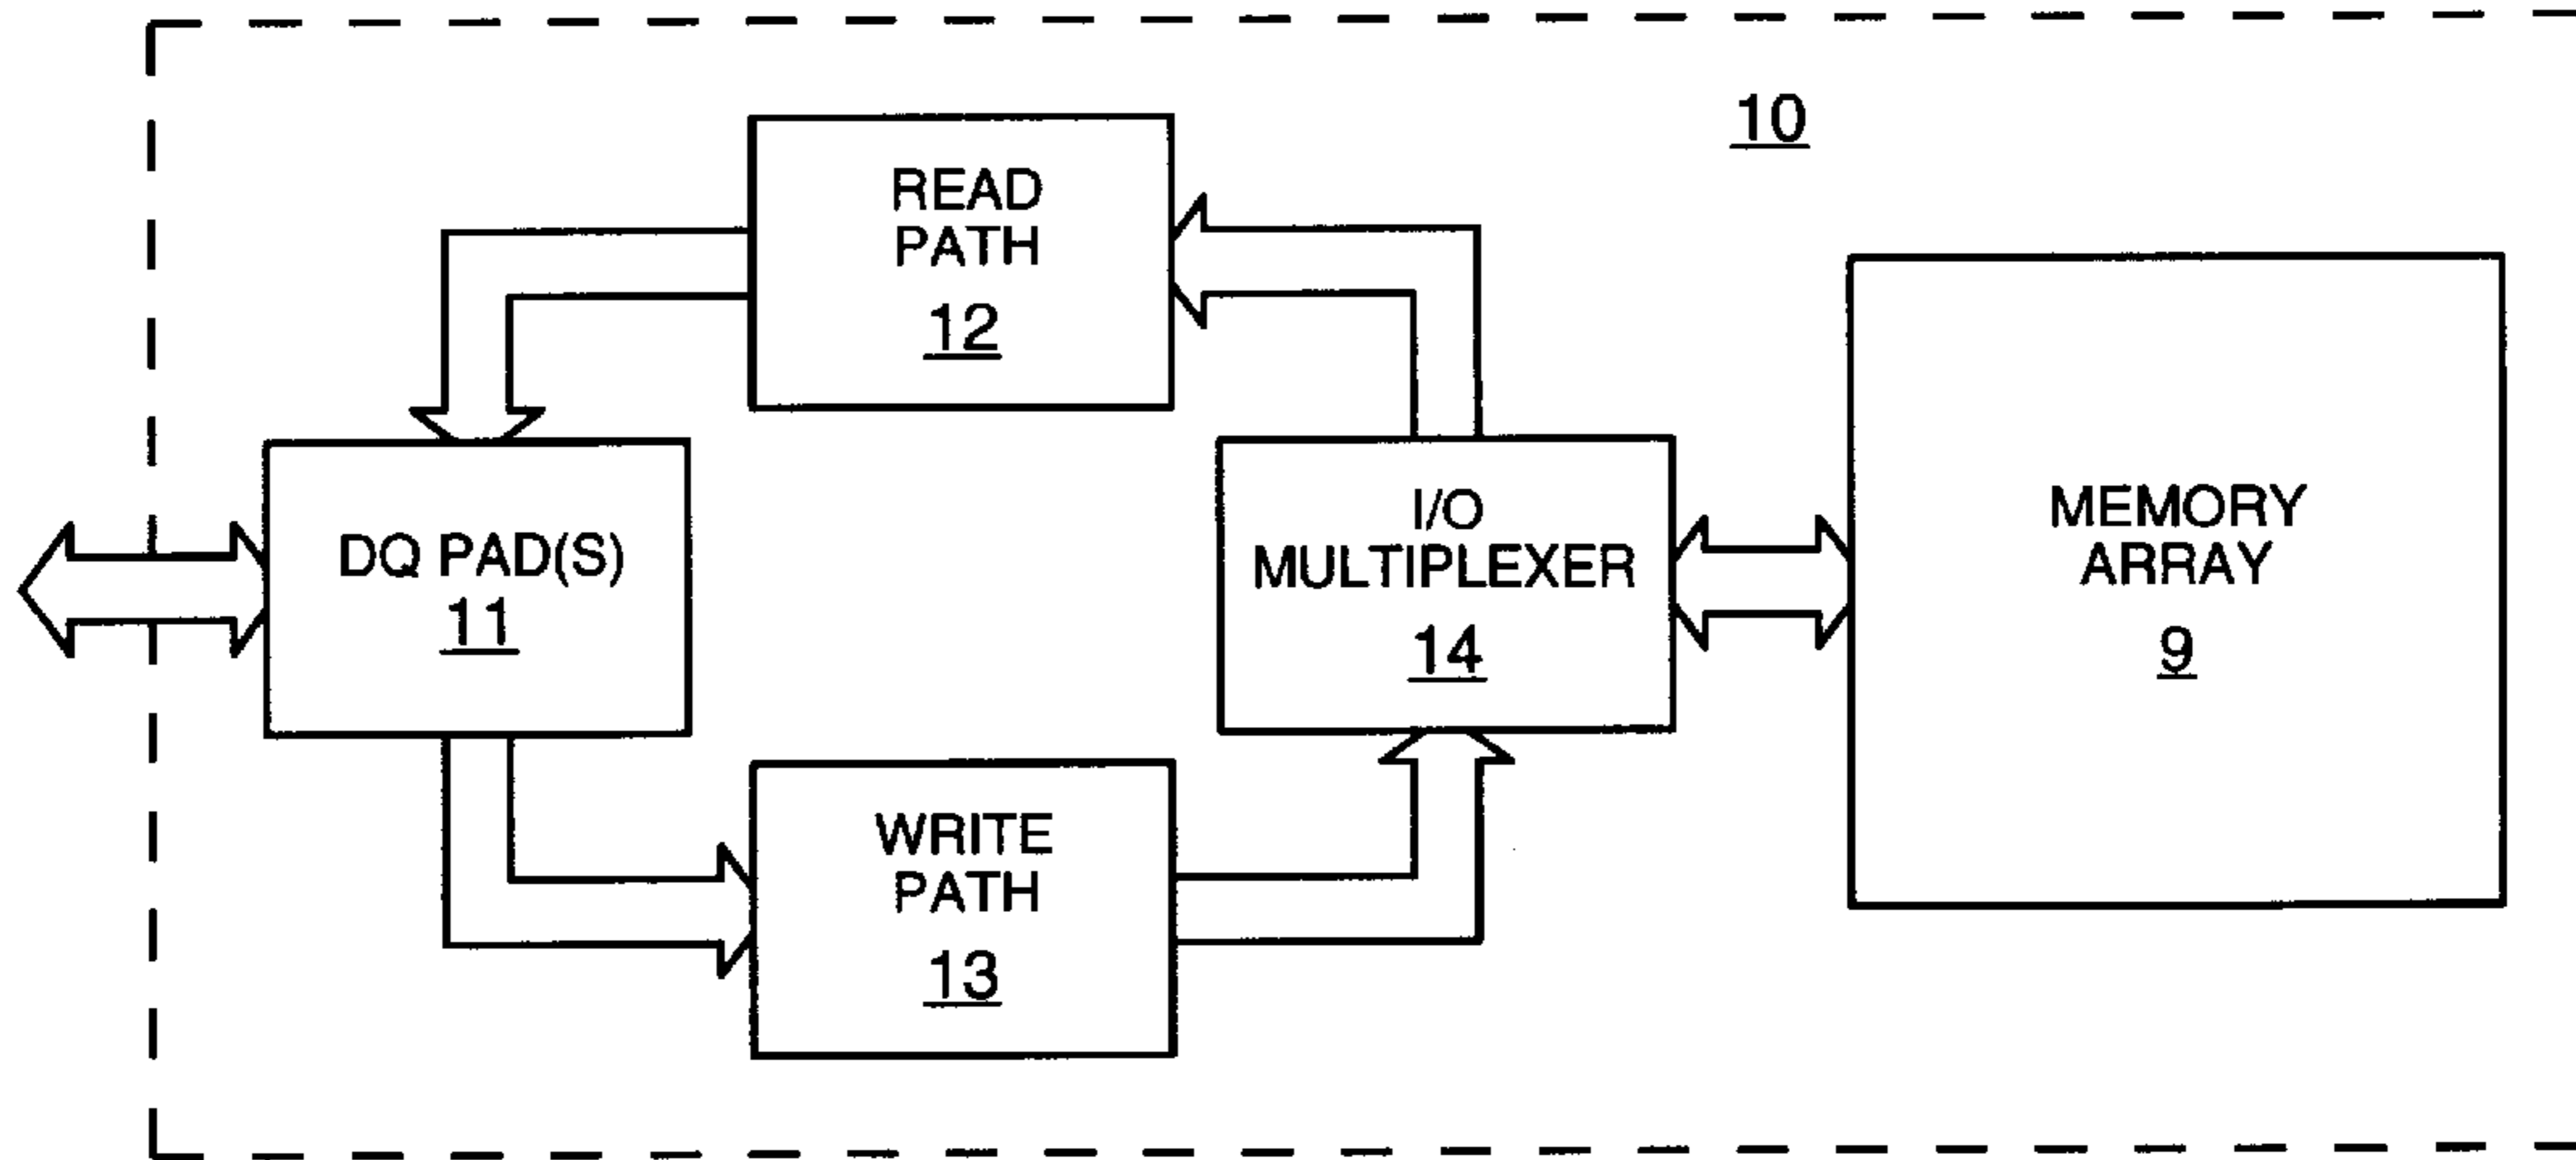 10
READ
PATH
12
DQ PAD(S)
11
I/O
MULTIPLEXER
14
MEMORY
ARRAY
9
WRITE
PATH
13